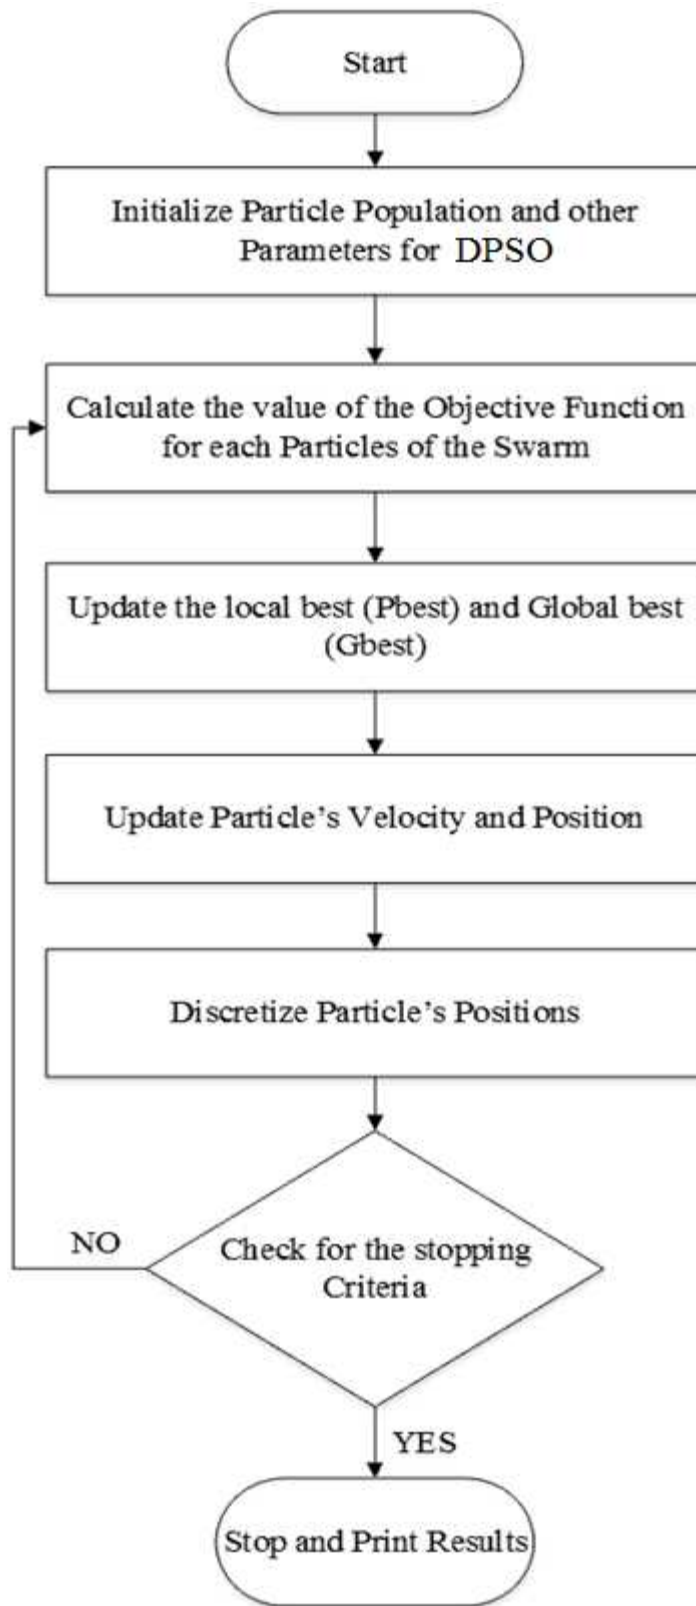 Start
Initialize Particle Population and other
Parameters for DPSO
Calculate the value of the Objective Function
for each Particles of the Swarm
Update the local best (Pbest) and Global best
(Gbest)
Update Particle's Velocity and Position
Discretize Particle's Positions
NO
Check for the stopping
Criteria
YES
Stop and Print Results